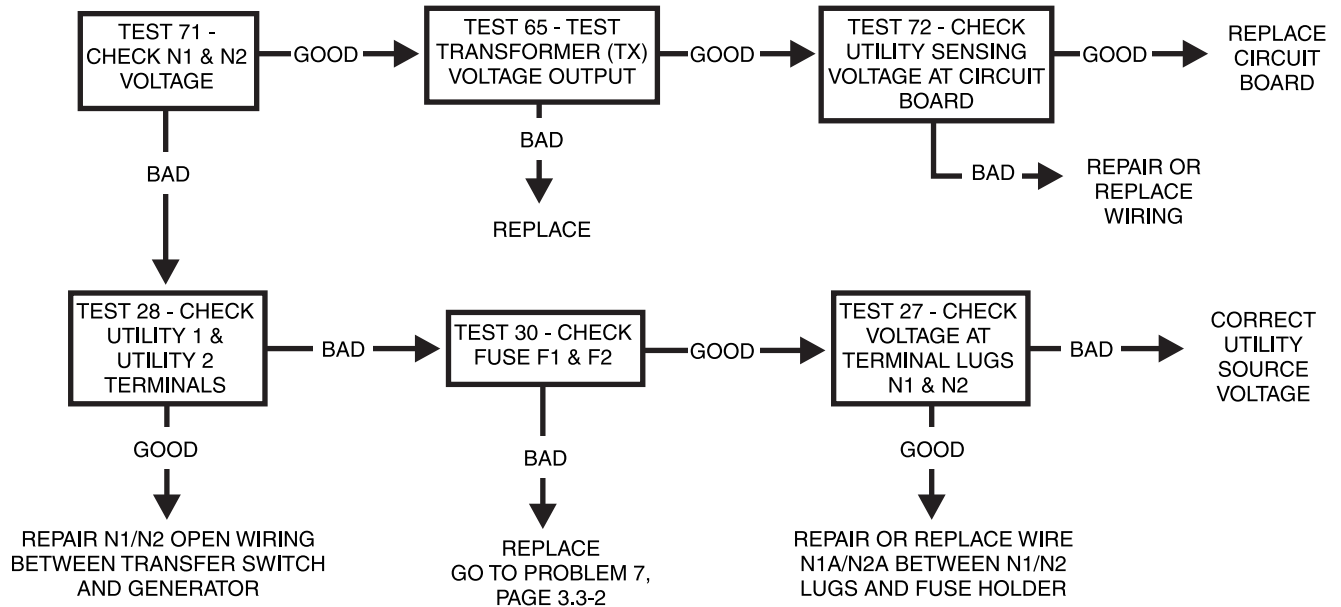 TEST 71 -
CHECK N1 & N2
VOLTAGE
GOOD
TEST 65 - TEST
TRANSFORMER (TX)
VOLTAGE OUTPUT
GOOD
TEST 72 - CHECK
UTILITY SENSING
VOLTAGE AT CIRCUIT
BOARD
GOOD
REPLACE
CIRCUIT
BOARD
BAD
BAD
REPLACE
BAD
REPAIR OR
REPLACE
WIRING
TEST 28 - CHECK
UTILITY 1 &
UTILITY 2
TERMINALS
BAD
TEST 30 - CHECK
FUSE F1 & F2
GOOD
TEST 27 - CHECK
VOLTAGE AT
TERMINAL LUGS
N1 & N2
BAD
CORRECT
UTILITY
SOURCE
VOLTAGE
GOOD
REPAIR N1/N2 OPEN WIRING
BETWEEN TRANSFER SWITCH
AND GENERATOR
BAD
REPLACE
GO TO PROBLEM 7,
PAGE 3.3-2
GOOD
REPAIR OR REPLACE WIRE
N1A/N2A BETWEEN N1/N2
LUGS AND FUSE HOLDER